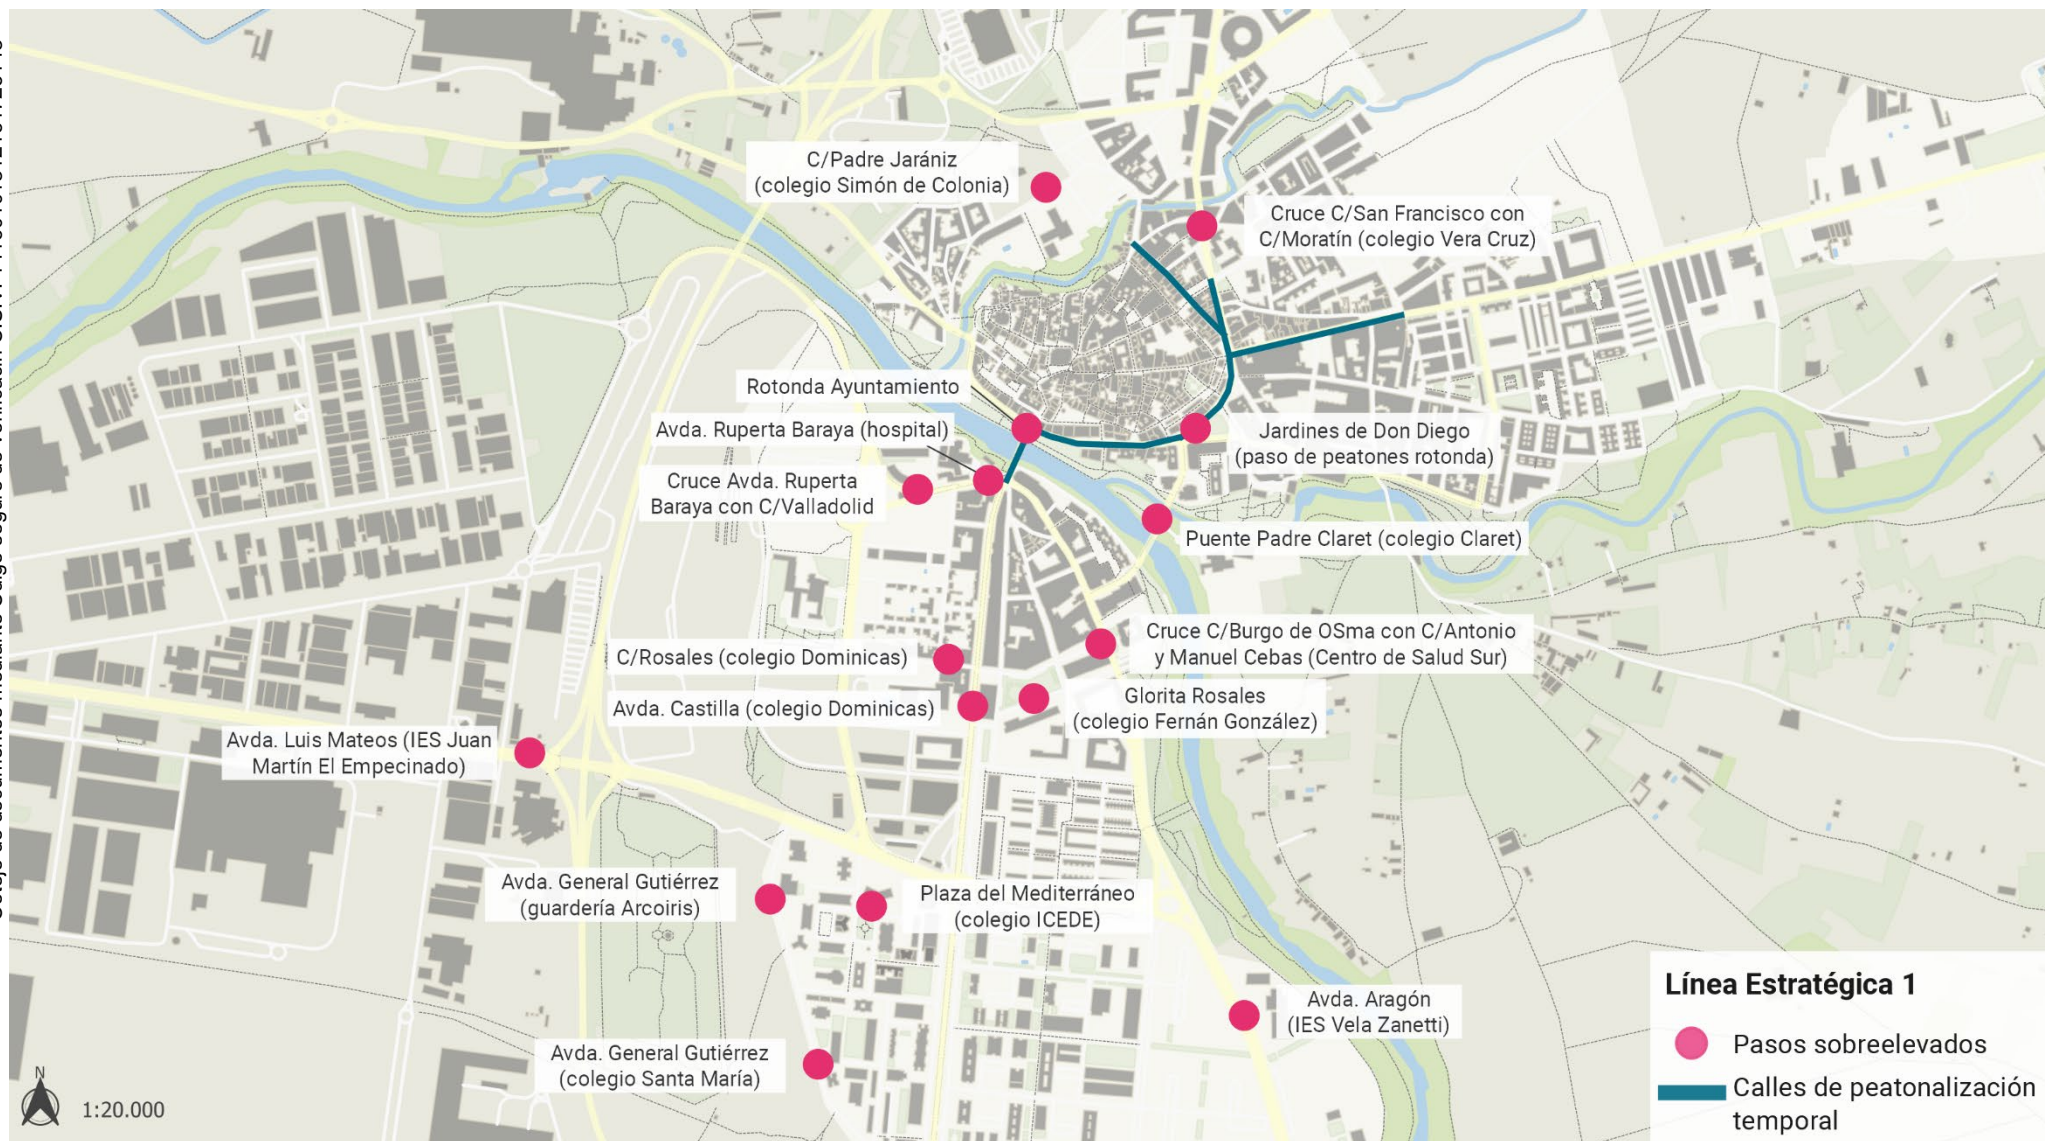 C/Padre Jarániz
(colegio Simón de Colonia)
Cruce C/San Francisco con
C/Moratín (colegio Vera Cruz)
Rotonda Ayuntamiento
Avda. Ruperta Baraya (hospital)
Cruce Avda. Ruperta
Baraya con C/Valladolid
Jardines de Don Diego
(paso de peatones rotonda)
Puente Padre Claret (colegio Claret)
Cruce C/Burgo de OSma con C/Antonio
y Manuel Cebas (Centro de Salud Sur)
C/Rosales (colegio Dominicas)
Avda. Castilla (colegio Dominicas)
Glorita Rosales
(colegio Fernán González)
Avda. Luis Mateos (IES Juan
Martín El Empecinado)
Avda. General Gutiérrez
(guardería Arcoiris)
Plaza del Mediterráneo
(colegio ICEDE)
Avda. Aragón
(IES Vela Zanetti)
Avda. General Gutiérrez
(colegio Santa María)
N
1:20.000
Línea Estratégica 1
Pasos sobreelevados
Calles de peatonalización
temporal